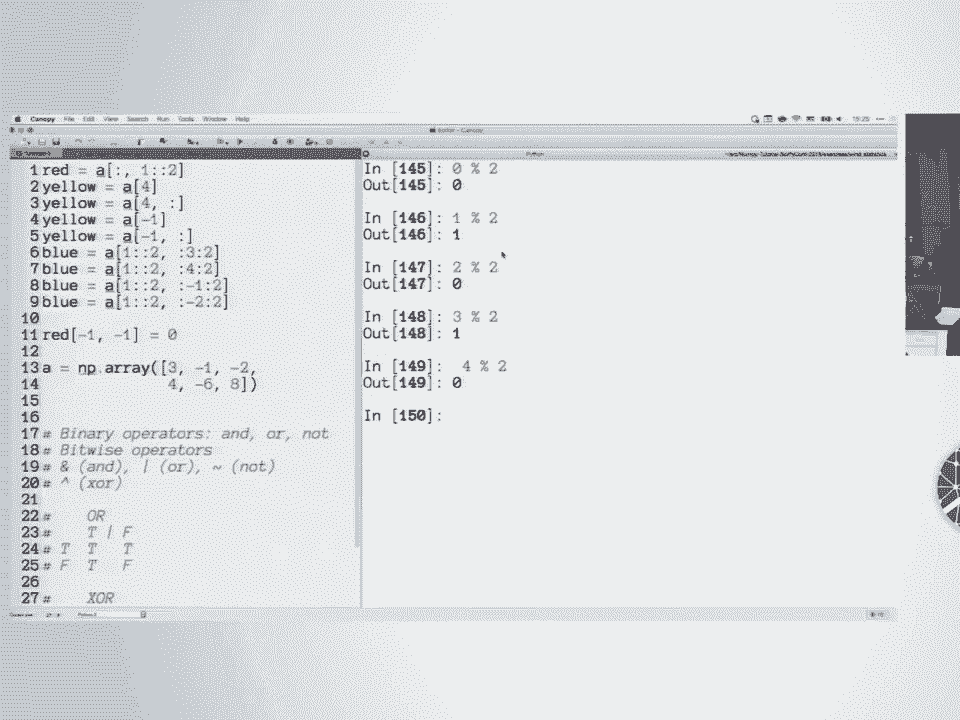 Canopy File Edit View Search Run Tools Window Help
Editor - Canopy
Python
1 red = a[:, 1::2]
2 yellow = a[4]
3 yellow = a[4, :]
4 yellow = a[-1]
5 yellow = a[-1, :]
6 blue = a[1::2, :3:2]
7 blue = a[1::2, :4:2]
8 blue = a[1::2, :-1:2]
9 blue = a[1::2, :-2:2]
10
11 red[-1, -1] = 0
12
13 a = np.array([3, -1, -2,
14 4, -6, 8])
15
16
17 # Binary operators: and, or, not
18 # Bitwise operators
19 # & (and), | (or), ~ (not)
20 # ^ (xor)
21
22 # OR
23 # T | F
24 # T T T
25 # F T F
26
27 # XOR
In [145]: 0 % 2
Out[145]: 0
In [146]: 1 % 2
Out[146]: 1
In [147]: 2 % 2
Out[147]: 0
In [148]: 3 % 2
Out[148]: 1
In [149]: 4 % 2
Out[149]: 0
In [150]: